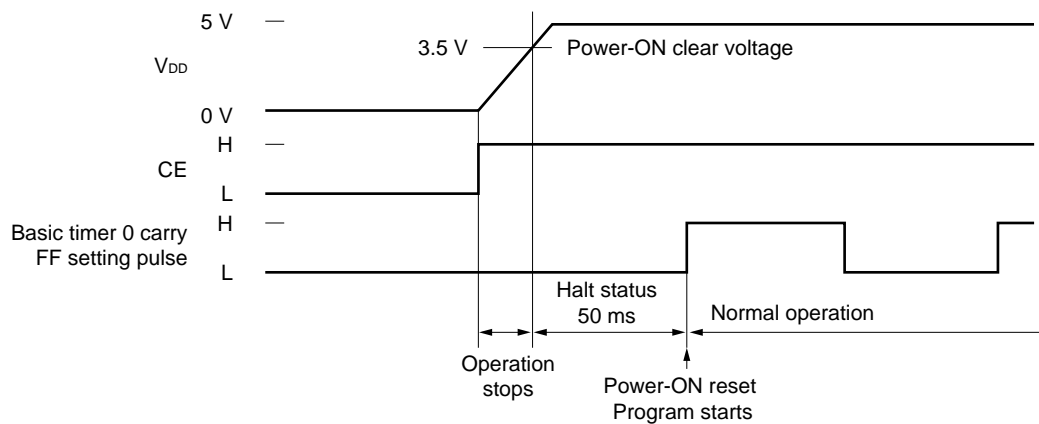 5 V
3.5 V
Power-ON clear voltage
VDD
0 V
H
CE
L
H
Basic timer 0 carry
FF setting pulse
L
Halt status
50 ms
Normal operation
Operation
stops
Power-ON reset
Program starts